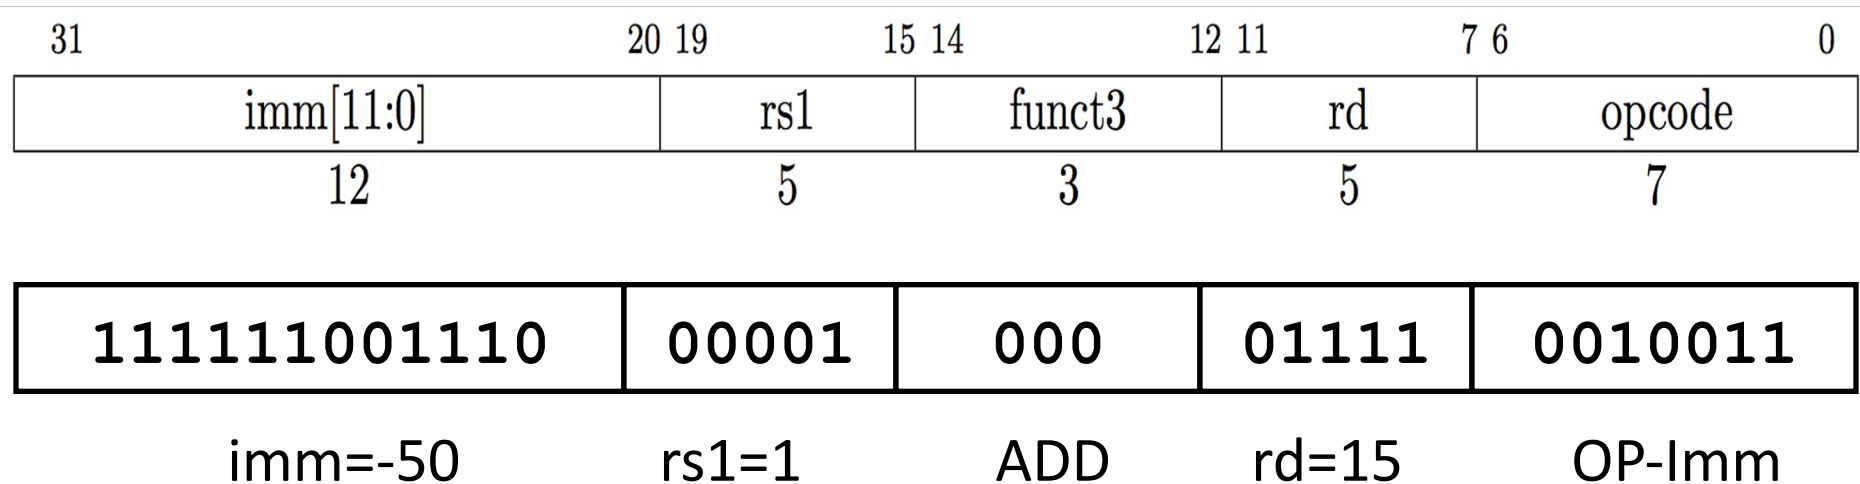 31 20 19 15 14 12 11 7 6 0
imm[11:0] rs1 funct3 rd opcode
12 5 3 5 7
111111001110 00001 000 01111 0010011
imm=-50 rs1=1 ADD rd=15 OP-Imm